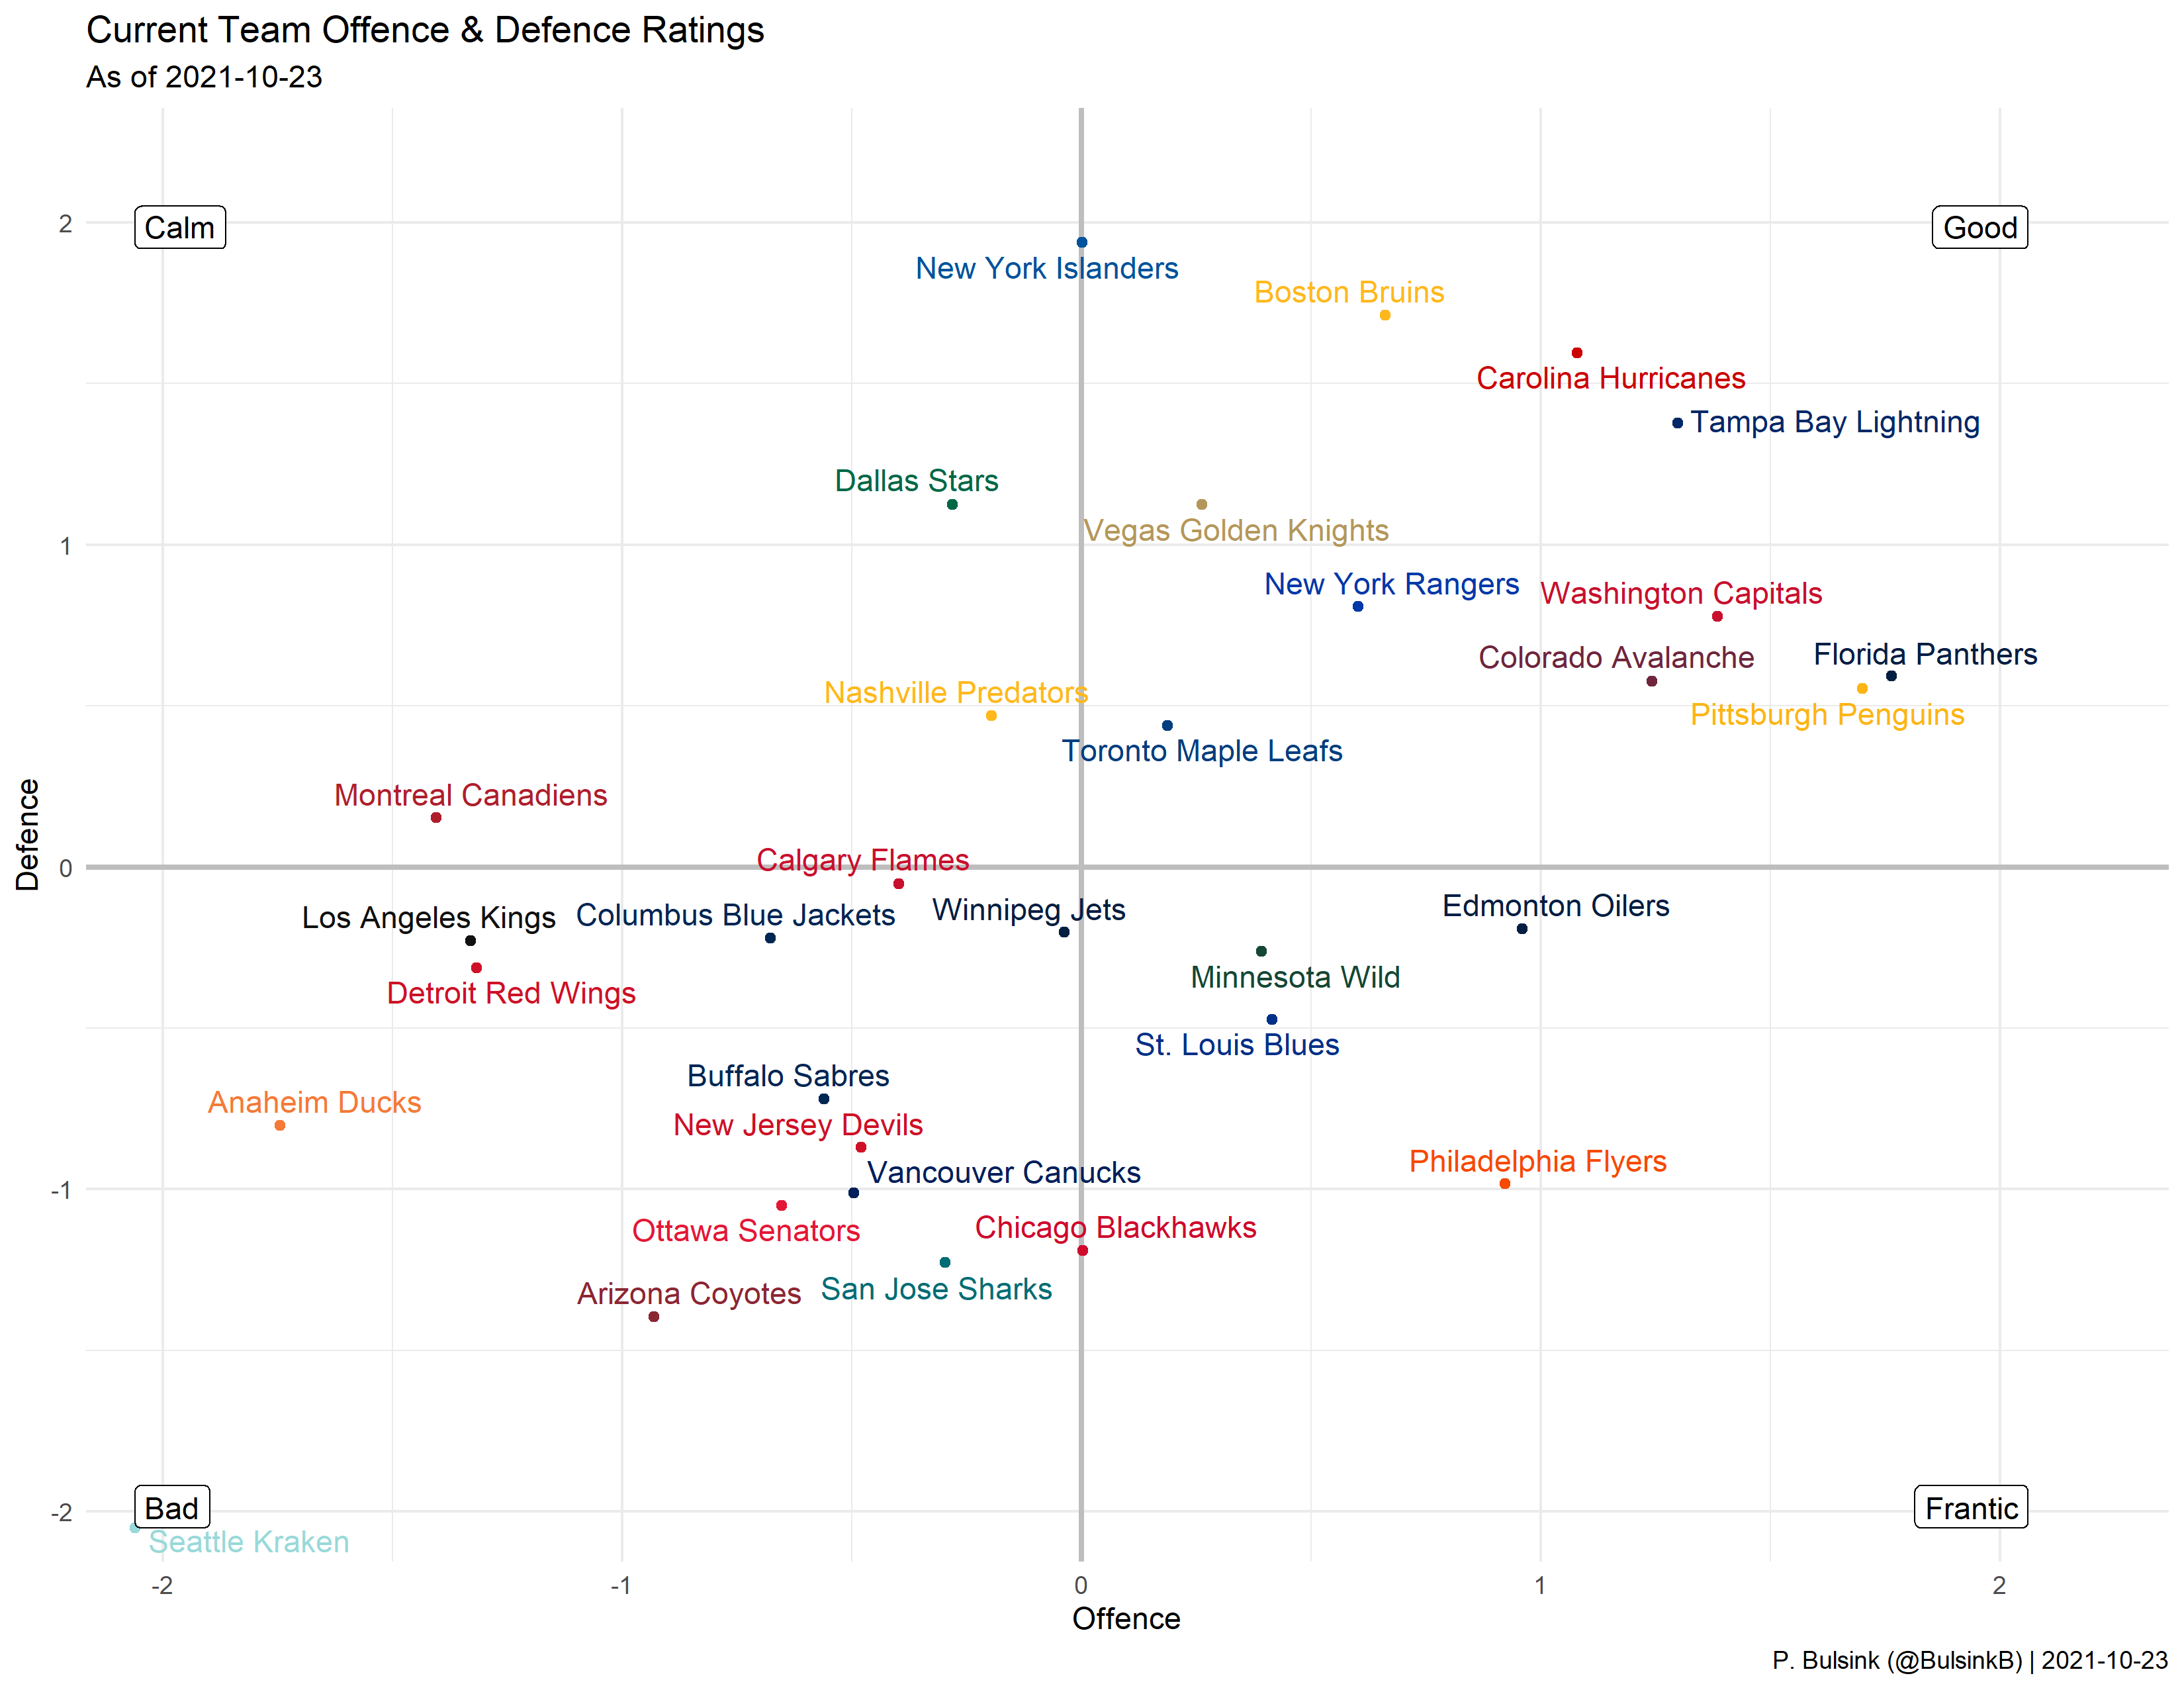 Current Team Offence & Defence Ratings
As of 2021-10-23
Calm
Good
New York Islanders
Boston Bruins
Carolina Hurricanes
Tampa Bay Lightning
Dallas Stars
Vegas Golden Knights
New York Rangers
Washington Capitals
Colorado Avalanche
Florida Panthers
Nashville Predators
Pittsburgh Penguins
Toronto Maple Leafs
Montreal Canadiens
Calgary Flames
Los Angeles Kings
Columbus Blue Jackets
Winnipeg Jets
Edmonton Oilers
Minnesota Wild
Detroit Red Wings
St. Louis Blues
Buffalo Sabres
Anaheim Ducks
New Jersey Devils
Vancouver Canucks
Philadelphia Flyers
Ottawa Senators
Chicago Blackhawks
San Jose Sharks
Arizona Coyotes
Bad
Frantic
Seattle Kraken
2
1
0
-1
-2
Defence
-2
-1
0
1
2
Offence
P. Bulsink (@BulsinkB) | 2021-10-23